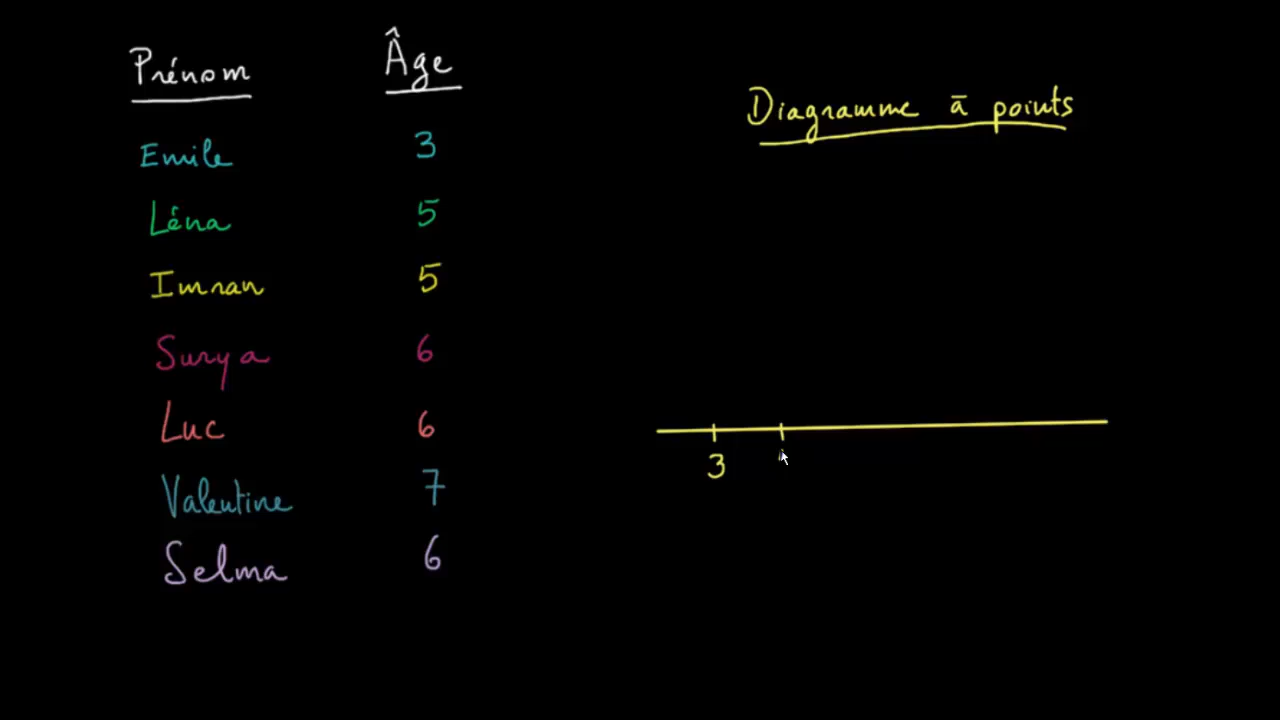 Prénom Âge
Emile 3
Léna 5
Imran 5
Surya 6
Luc 6
Valentine 7
Selma 6
Diagramme à points
3